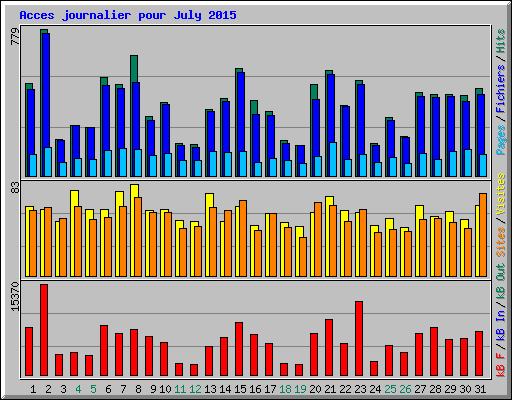 Acces journalier pour July 2015
779
Pages / Fichiers / Hits
83
Sites / Visites
15370
kB F / kB In / kB Out
1 2 3 4 5 6 7 8 9 10 11 12 13 14 15 16 17 18 19 20 21 22 23 24 25 26 27 28 29 30 31